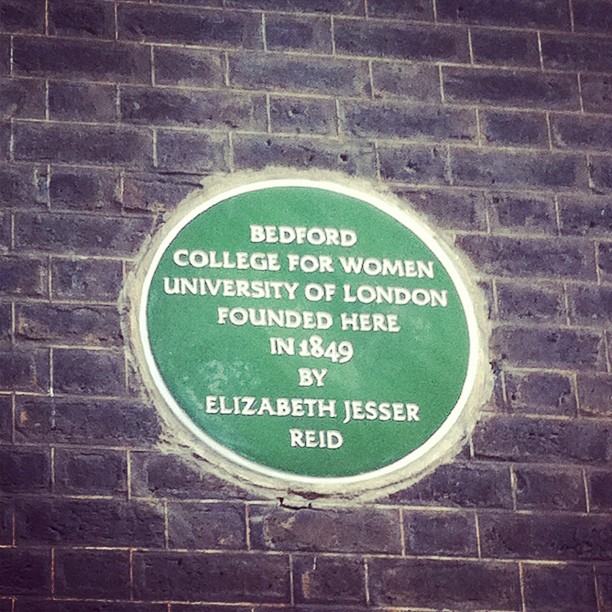 BEDFORD
COLLEGE FOR WOMEN
UNIVERSITY OF LONDON
FOUNDED HERE
IN 1849
BY
ELIZABETH JESSER
REID